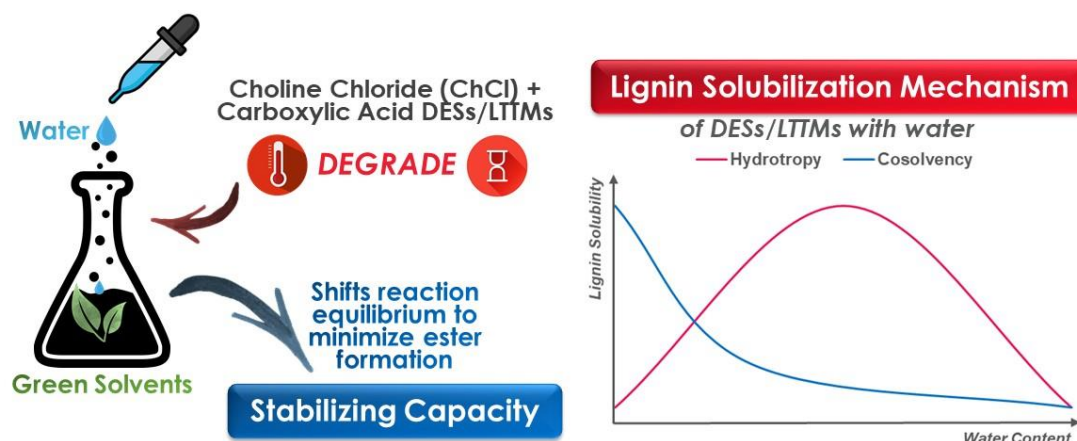 Water
Green Solvents
Choline Chloride (ChCl) +
Carboxylic Acid DESs/LTTMs
DEGRADE
Shifts reaction
equilibrium to
minimize ester
formation
Stabilizing Capacity
Lignin Solubilization Mechanism
of DESs/LTTMs with water
Hydrotropy Cosolvency
Lignin Solubility
Water Content